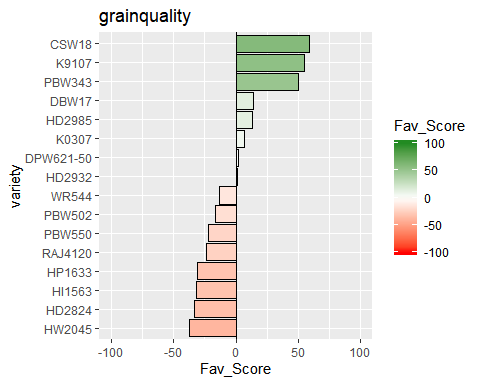 grainquality
CSW18
K9107
PBW343
DBW17
HD2985
K0307
DPW621-50
HD2932
WR544
PBW502
PBW550
RAJ4120
HP1633
HI1563
HD2824
HW2045
variety
-100 -50 0 50 100
Fav_Score
Fav_Score
100
50
0
-50
-100